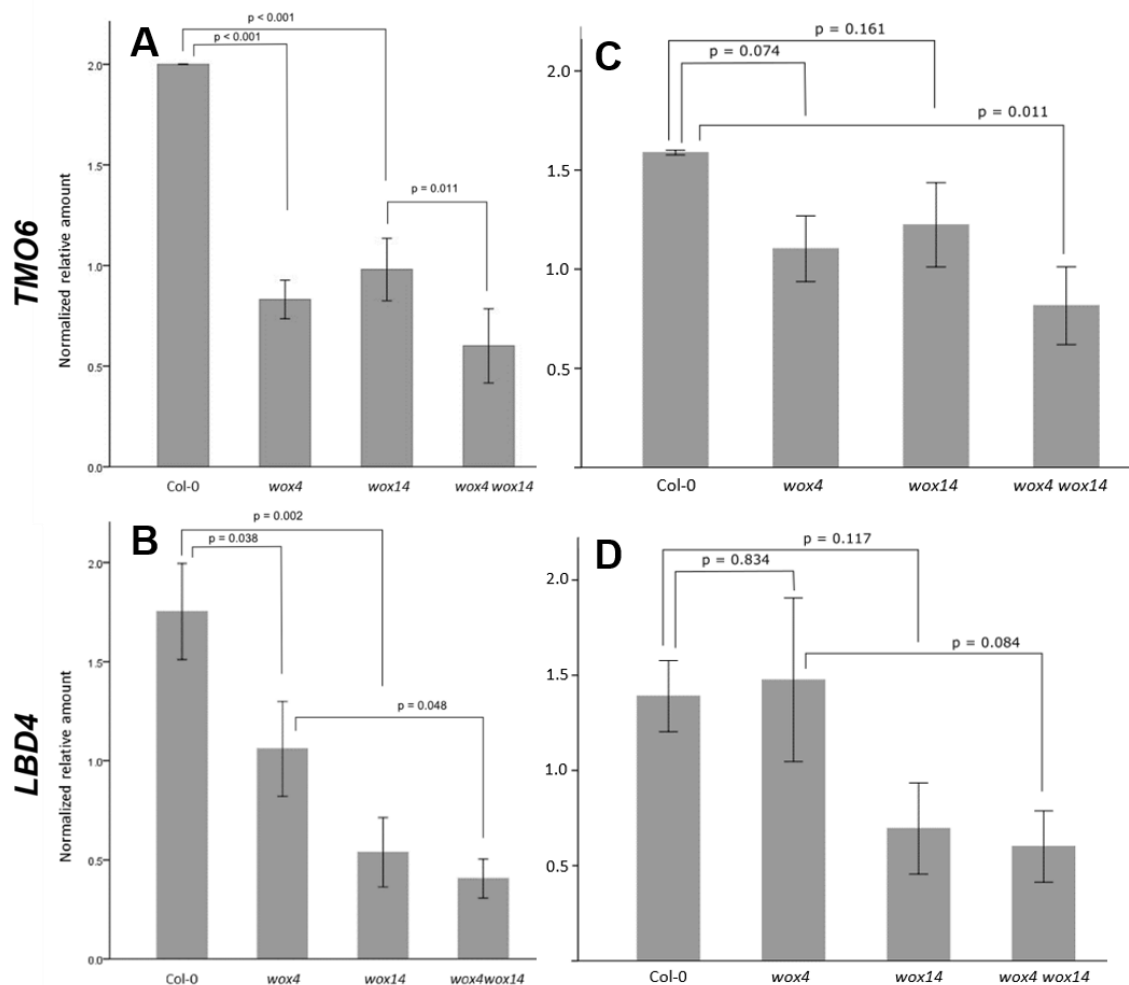 A
p < 0.001
p < 0.001
p = 0.011
TMO6
Normalized relative amount
2.0
1.5
1.0
0.5
0.0
Col-0 wox4 wox14 wox4 wox14
C
p = 0.161
p = 0.074
p = 0.011
2.0
1.5
1.0
0.5
Col-0 wox4 wox14 wox4 wox14
B
p = 0.002
p = 0.038
p = 0.048
LBD4
Normalized relative amount
2.0
1.5
1.0
0.5
0.0
Col-0 wox4 wox14 wox4wox14
D
p = 0.117
p = 0.834
p = 0.084
2.0
1.5
1.0
0.5
Col-0 wox4 wox14 wox4 wox14